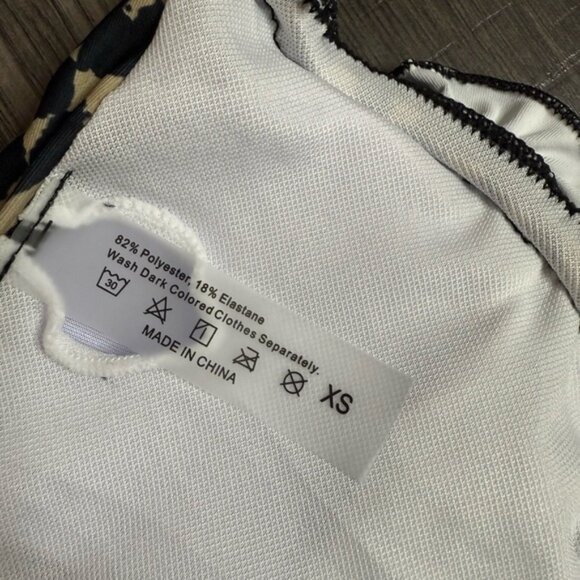 82% Polyester, 18% Elastane
Wash Dark Colored Clothes Separately.
30
XS
MADE IN CHINA